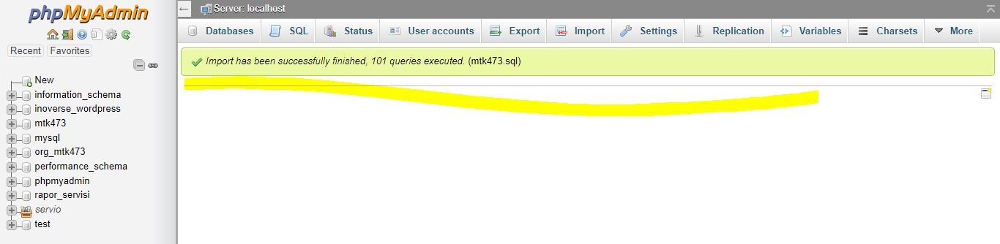 phpMyAdmin
Recent Favorites
New
information_schema
inoverse_wordpress
mtk473
mysql
org_mtk473
performance_schema
phpmyadmin
rapor_servisi
servio
test
Server: localhost
Databases SQL Status User accounts Export Import Settings Replication Variables Charsets More
Import has been successfully finished, 101 queries executed. (mtk473.sql)